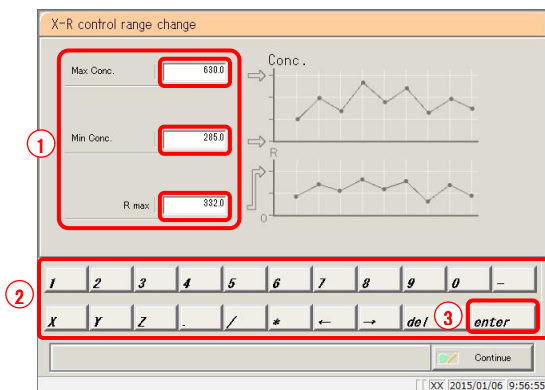 X-R control range change
Max Conc. 630.0
Conc.
1
Min Conc. 285.0
R
R max 332.0
0
2
1 2 3 4 5 6 7 8 9 0 -
3
X Y Z . / * ← → del enter
Continue
XX 2015/01/06 9:56:55